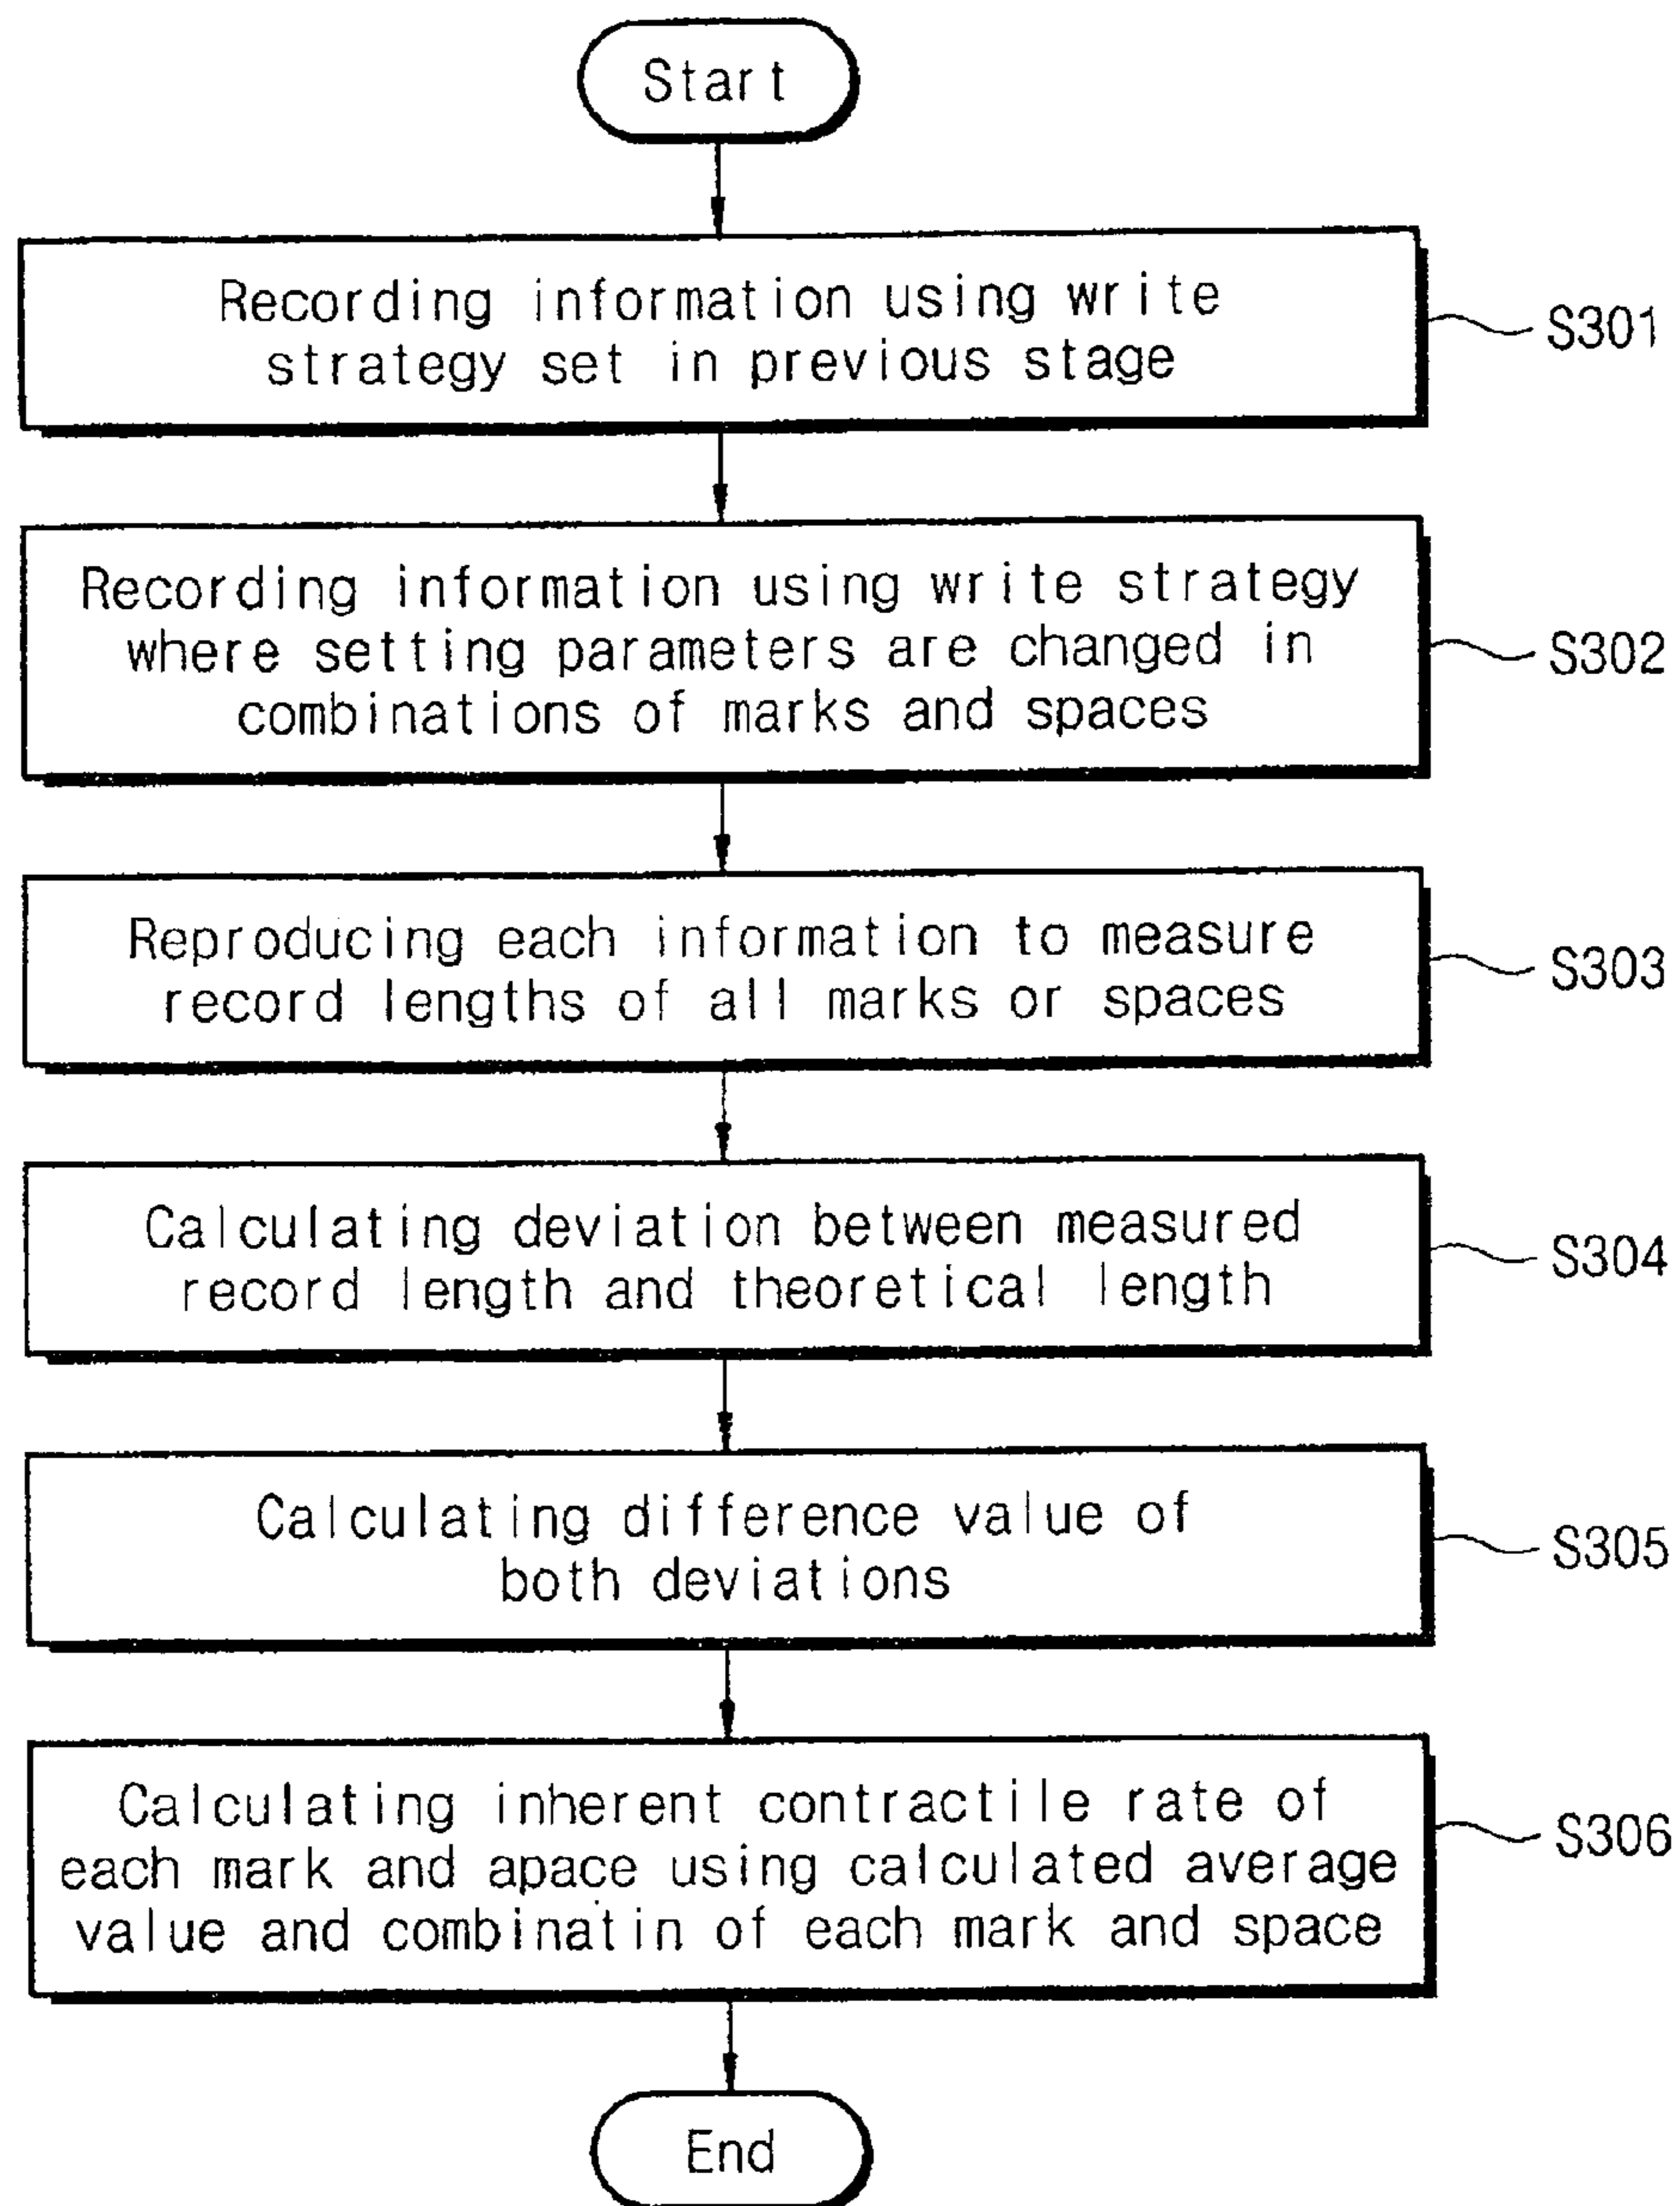 Start
Recording information using write
strategy set in previous stage
S301
Recording information using write strategy
where setting parameters are changed in
combinations of marks and spaces
S302
Reproducing each information to measure
record lengths of all marks or spaces
S303
Calculating deviation between measured
record length and theoretical length
S304
Calculating difference value of
both deviations
S305
Calculating inherent contractile rate of
each mark and apace using calculated average
value and combinatin of each mark and space
S306
End